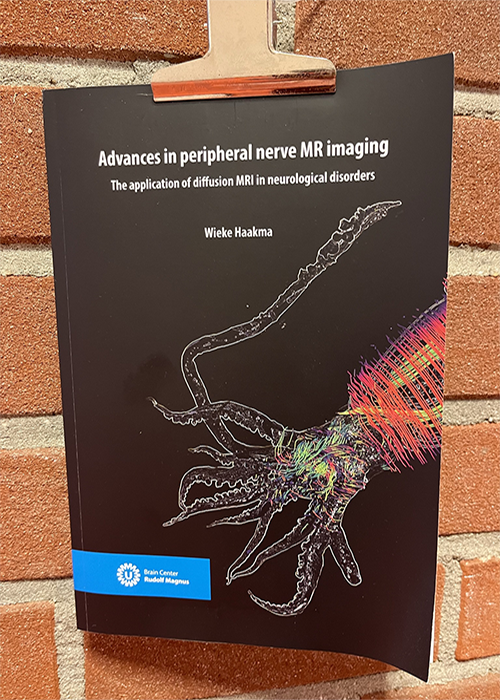 Advances in peripheral nerve MR imaging
The application of diffusion MRI in neurological disorders
Wieke Haakma
U
Brain Center
Rudolf Magnus